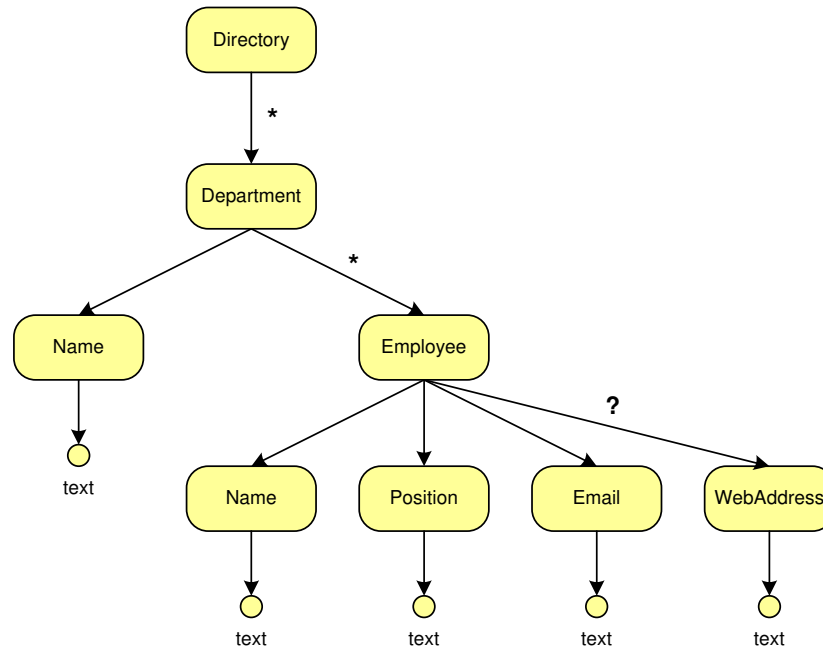 Directory
*
Department
*
Name
Employee
?
text
Name
Position
Email
WebAddress
text
text
text
text